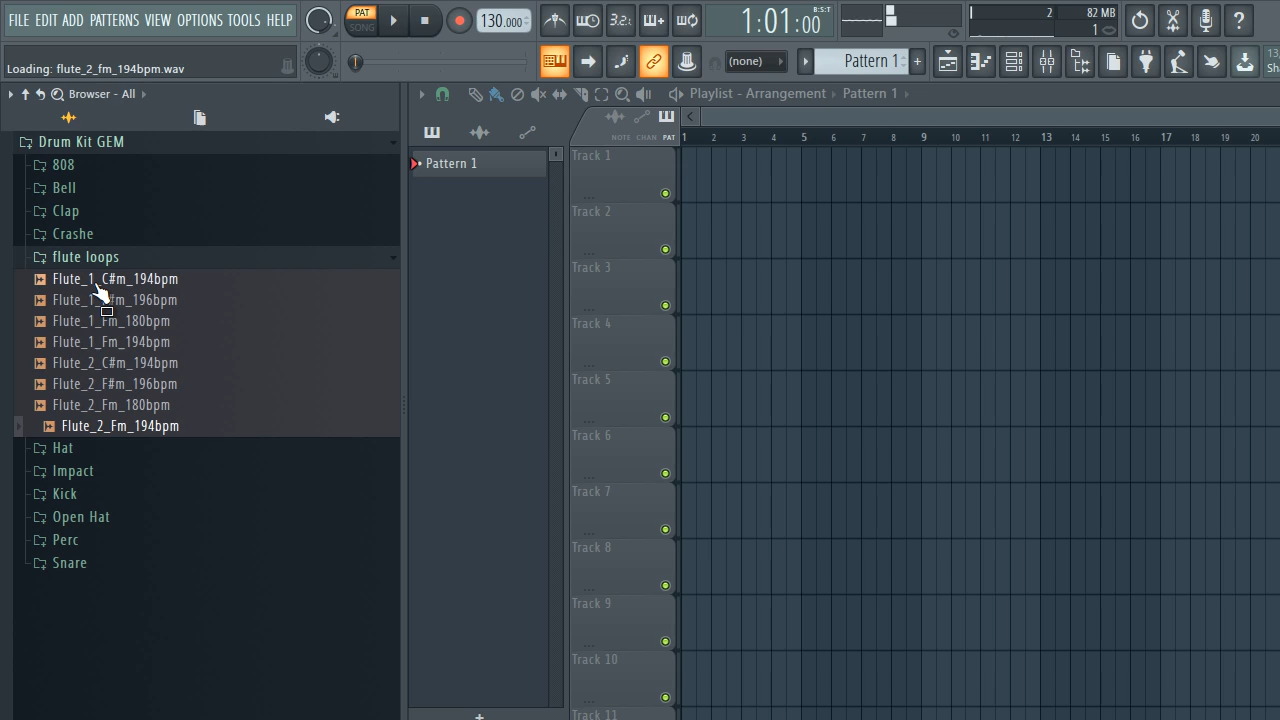 FILE EDIT ADD PATTERNS VIEW OPTIONS TOOLS HELP
PAT
SONG
130.000
3.2:
1:01:00
B:S:T
2
82 MB
1
Loading: flute_2_fm_194bpm.wav
(none)
Pattern 1
+
13
Sh
Browser - All
Playlist - Arrangement
Pattern 1
NOTE CHAN PAT
1 2 3 4 5 6 7 8 9 10 11 12 13 14 15 16 17 18 19 20
Drum Kit GEM
808
Bell
Clap
Crashe
flute loops
Flute_1_C#m_194bpm
Flute_1_ #m_196bpm
Flute_1_Fm_180bpm
Flute_1_Fm_194bpm
Flute_2_C#m_194bpm
Flute_2_F#m_196bpm
Flute_2_Fm_180bpm
Flute_2_Fm_194bpm
Hat
Impact
Kick
Open Hat
Perc
Snare
Pattern 1
+
Track 1
...
Track 2
...
Track 3
...
Track 4
...
Track 5
...
Track 6
...
Track 7
...
Track 8
...
Track 9
...
Track 10
...
Track 11